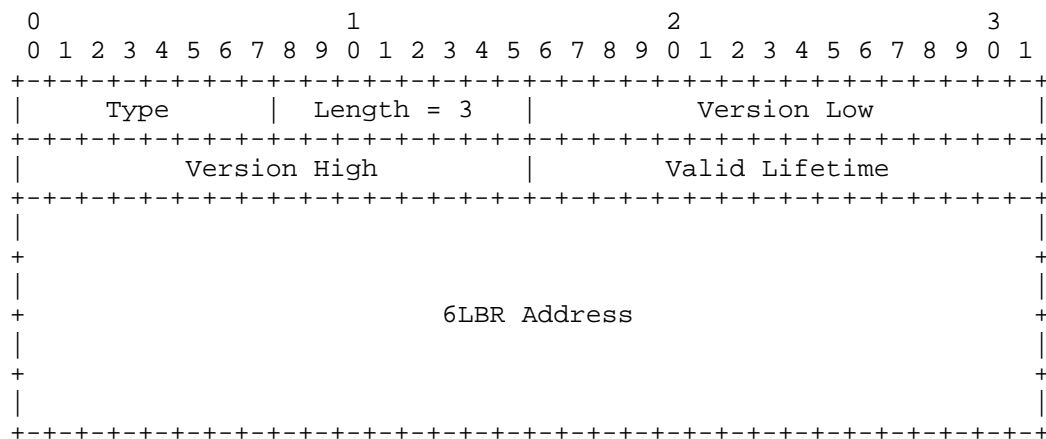 0                   1                   2                   3
0 1 2 3 4 5 6 7 8 9 0 1 2 3 4 5 6 7 8 9 0 1 2 3 4 5 6 7 8 9 0 1
+-+-+-+-+-+-+-+-+-+-+-+-+-+-+-+-+-+-+-+-+-+-+-+-+-+-+-+-+-+-+-+-+
|     Type      |  Length = 3   |          Version Low          |
+-+-+-+-+-+-+-+-+-+-+-+-+-+-+-+-+-+-+-+-+-+-+-+-+-+-+-+-+-+-+-+-+
|          Version High         |        Valid Lifetime         |
+-+-+-+-+-+-+-+-+-+-+-+-+-+-+-+-+-+-+-+-+-+-+-+-+-+-+-+-+-+-+-+-+
|                                                               |
+                                                               +
|                                                               |
+                          6LBR Address                         +
|                                                               |
+                                                               +
|                                                               |
+-+-+-+-+-+-+-+-+-+-+-+-+-+-+-+-+-+-+-+-+-+-+-+-+-+-+-+-+-+-+-+-+